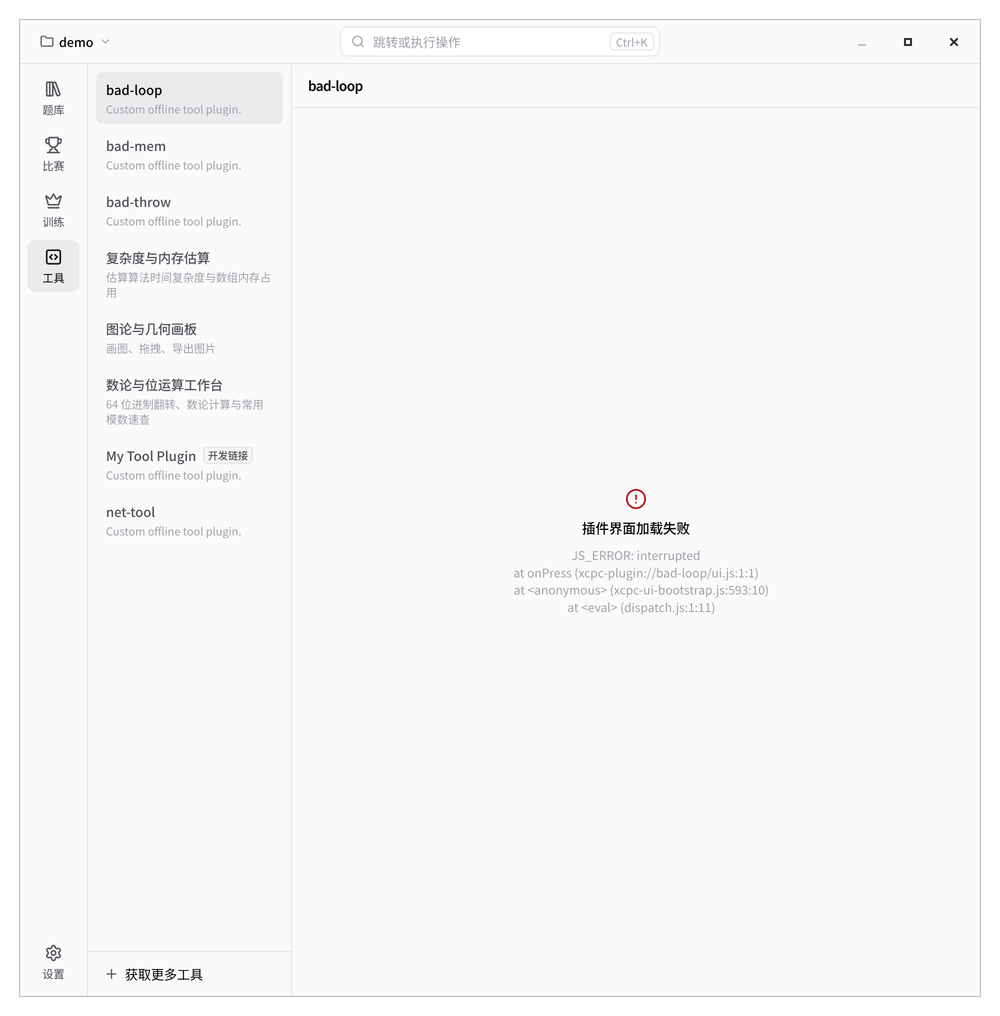 demo
跳转或执行操作
Ctrl+K
题库
比赛
训练
工具
设置
bad-loop
Custom offline tool plugin.
bad-mem
Custom offline tool plugin.
bad-throw
Custom offline tool plugin.
复杂度与内存估算
估算算法时间复杂度与数组内存占
用
图论与几何画板
画图、拖拽、导出图片
数论与位运算工作台
64 位进制翻转、数论计算与常用
模数速查
My Tool Plugin 开发链接
Custom offline tool plugin.
net-tool
Custom offline tool plugin.
获取更多工具
bad-loop
插件界面加载失败
JS_ERROR: interrupted
at onPress (xcpc-plugin://bad-loop/ui.js:1:1)
at <anonymous> (xcpc-ui-bootstrap.js:593:10)
at <eval> (dispatch.js:1:11)